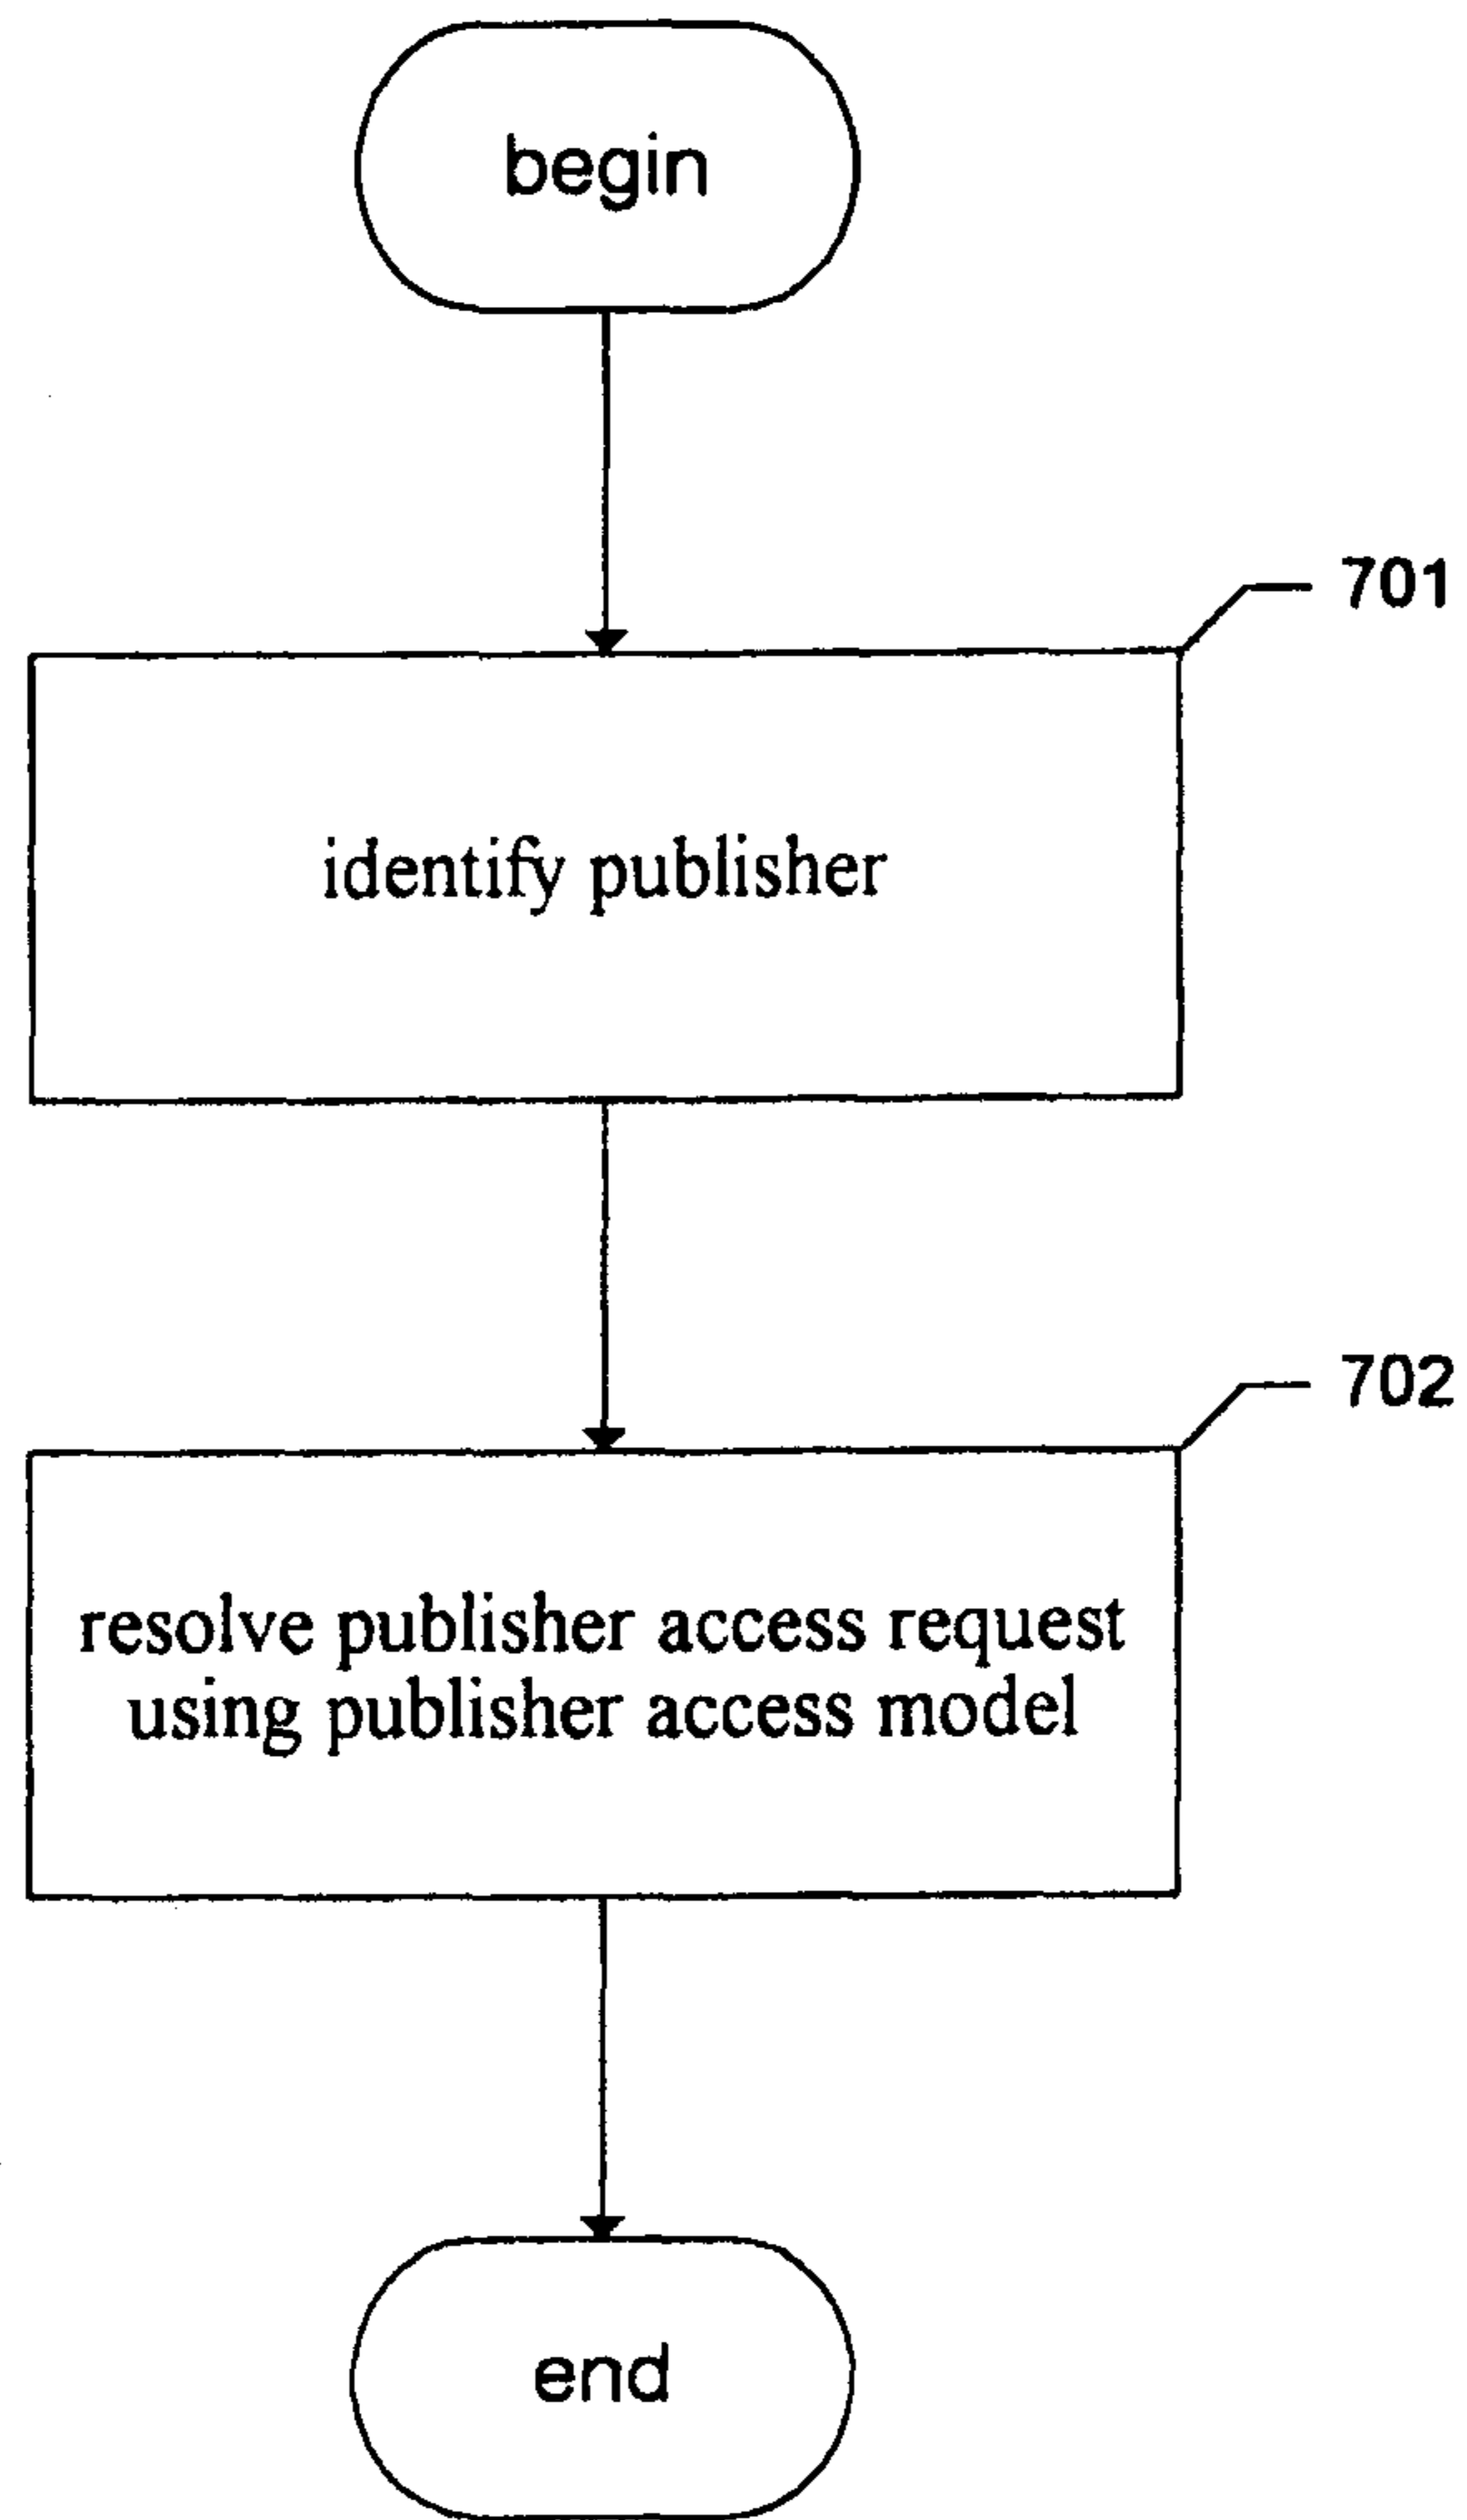 begin
701
identify publisher
702
resolve publisher access request
using publisher access model
end